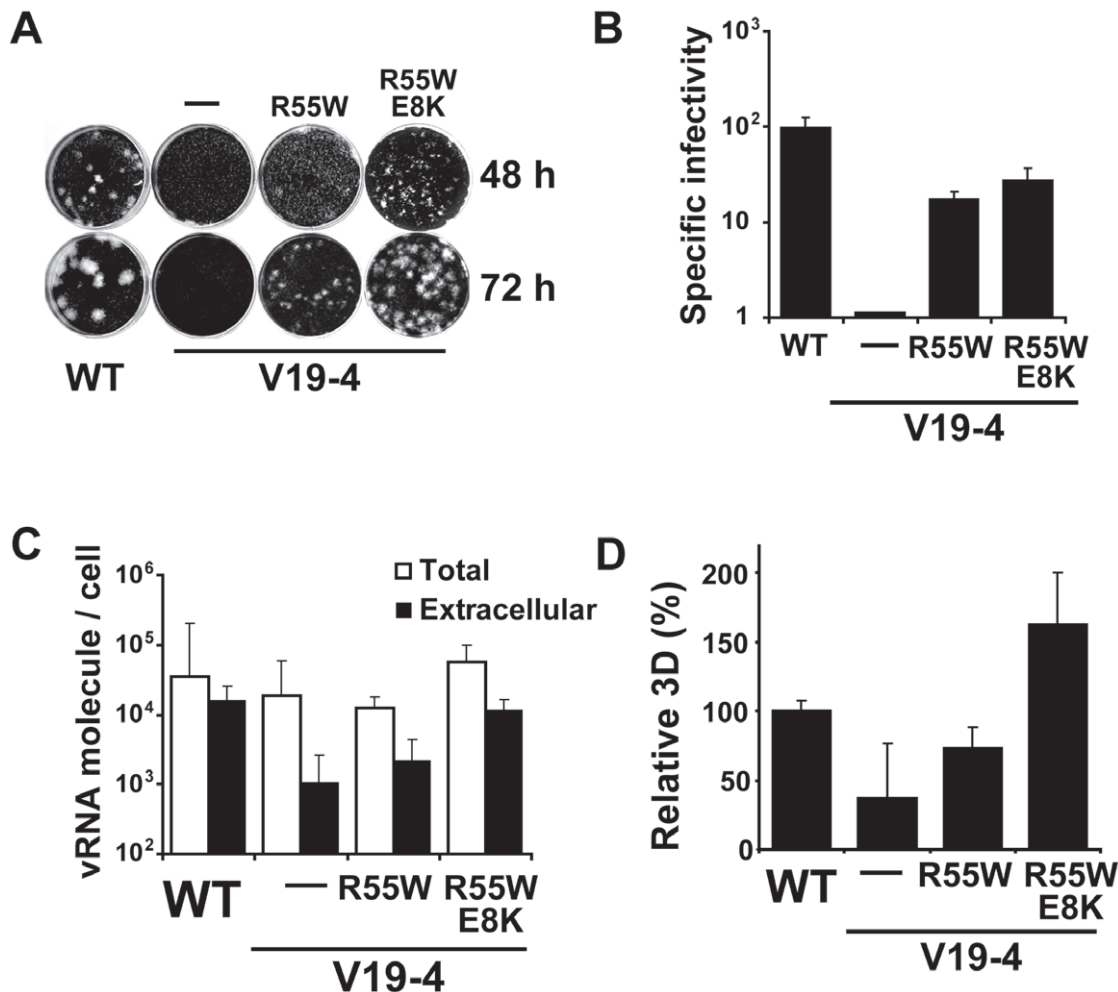 A
— R55W R55W
E8K
48 h
72 h
WT V19-4
B
Specific infectivity
10³
10²
10
1
WT — R55W R55W
E8K
V19-4
C
vRNA molecule / cell
10⁶
10⁵
10⁴
10³
10²
Total
Extracellular
WT — R55W R55W
E8K
V19-4
D
Relative 3D (%)
200
150
100
50
0
WT — R55W R55W
E8K
V19-4